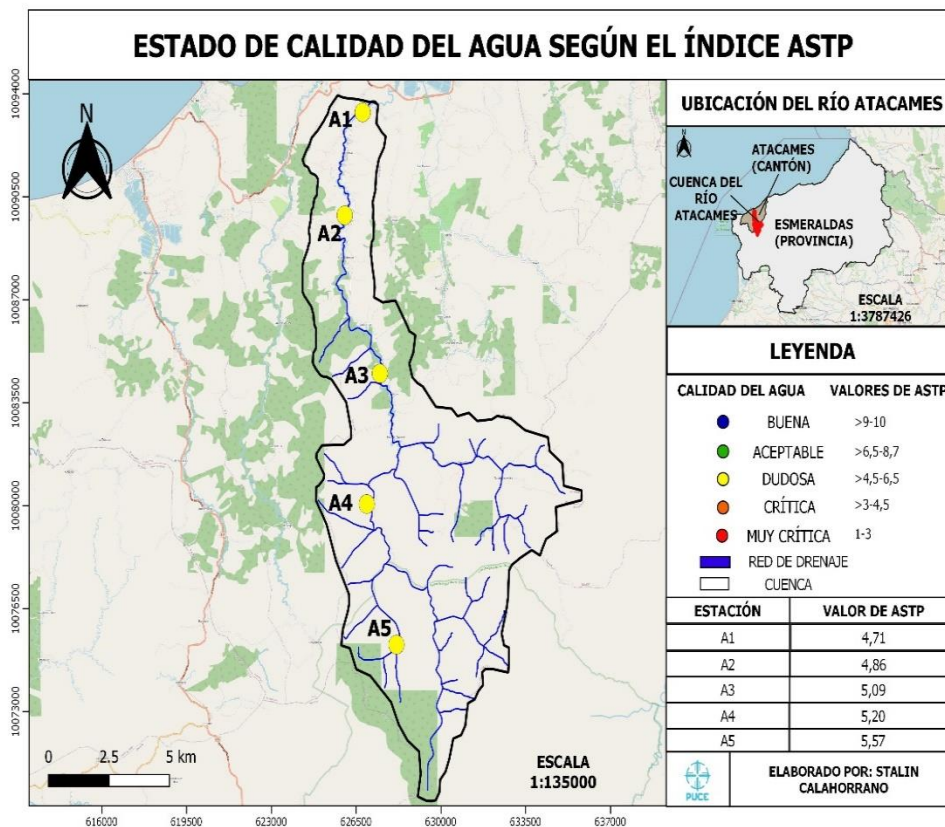 ESTADO DE CALIDAD DEL AGUA SEGÚN EL ÍNDICE ASTP
N
A1
A2
A3
A4
A5
10094000
1009500
10087000
10083500
10080000
10076500
10073000
616000
619500
623000
626500
630000
633500
637000
0 2.5 5 km
ESCALA
1:135000
UBICACIÓN DEL RÍO ATACAMES
N
ATACAMES
(CANTÓN)
CUENCA DEL
RÍO
ATACAMES
ESMERALDAS
(PROVINCIA)
ESCALA
1:3787426
LEYENDA
CALIDAD DEL AGUA VALORES DE ASTP
BUENA >9-10
ACEPTABLE >6,5-8,7
DUDOSA >4,5-6,5
CRÍTICA >3-4,5
MUY CRÍTICA 1-3
RED DE DRENAJE
CUENCA
ESTACIÓN VALOR DE ASTP
A1 4,71
A2 4,86
A3 5,09
A4 5,20
A5 5,57
PUCE
ELABORADO POR: STALIN
CALAHORRANO